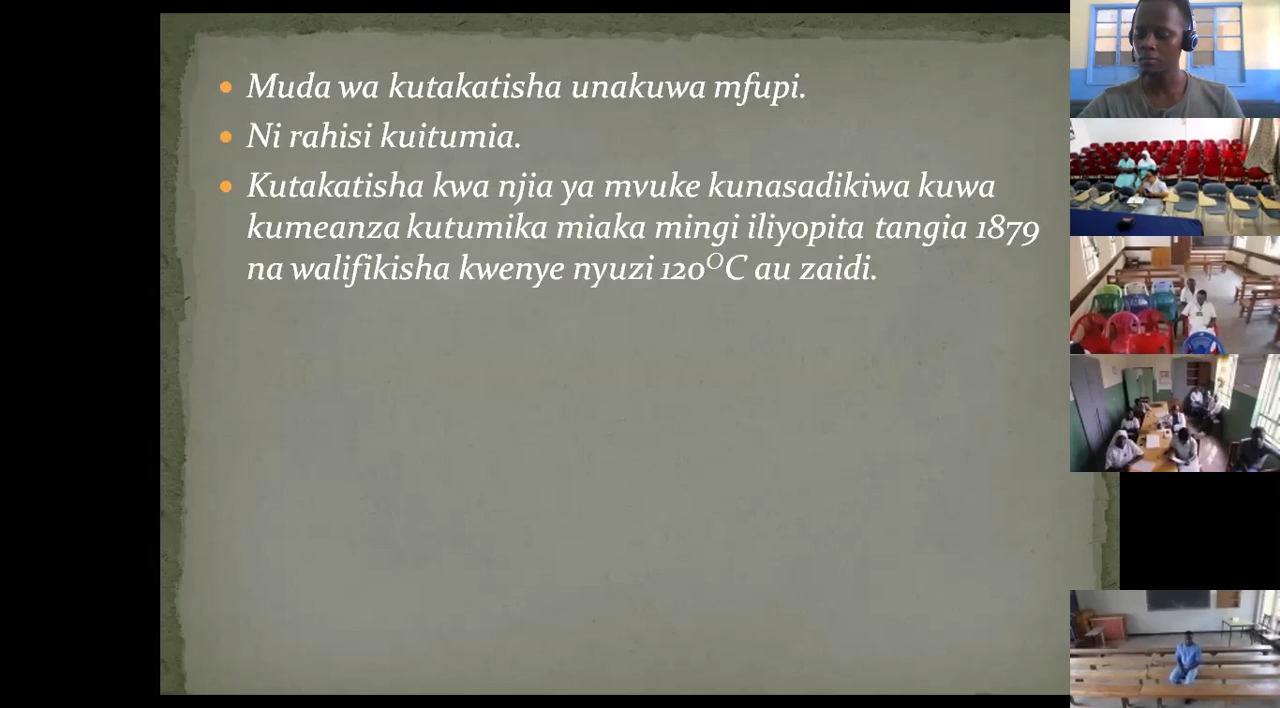 • Muda wa kutakatisha unakuwa mfupi.
• Ni rahisi kuitumia.
• Kutakatisha kwa njia ya mvuke kunasadikiwa kuwa
kumeanza kutumika miaka mingi iliyopita tangia 1879
na walifikisha kwenye nyuzi 120°C au zaidi.